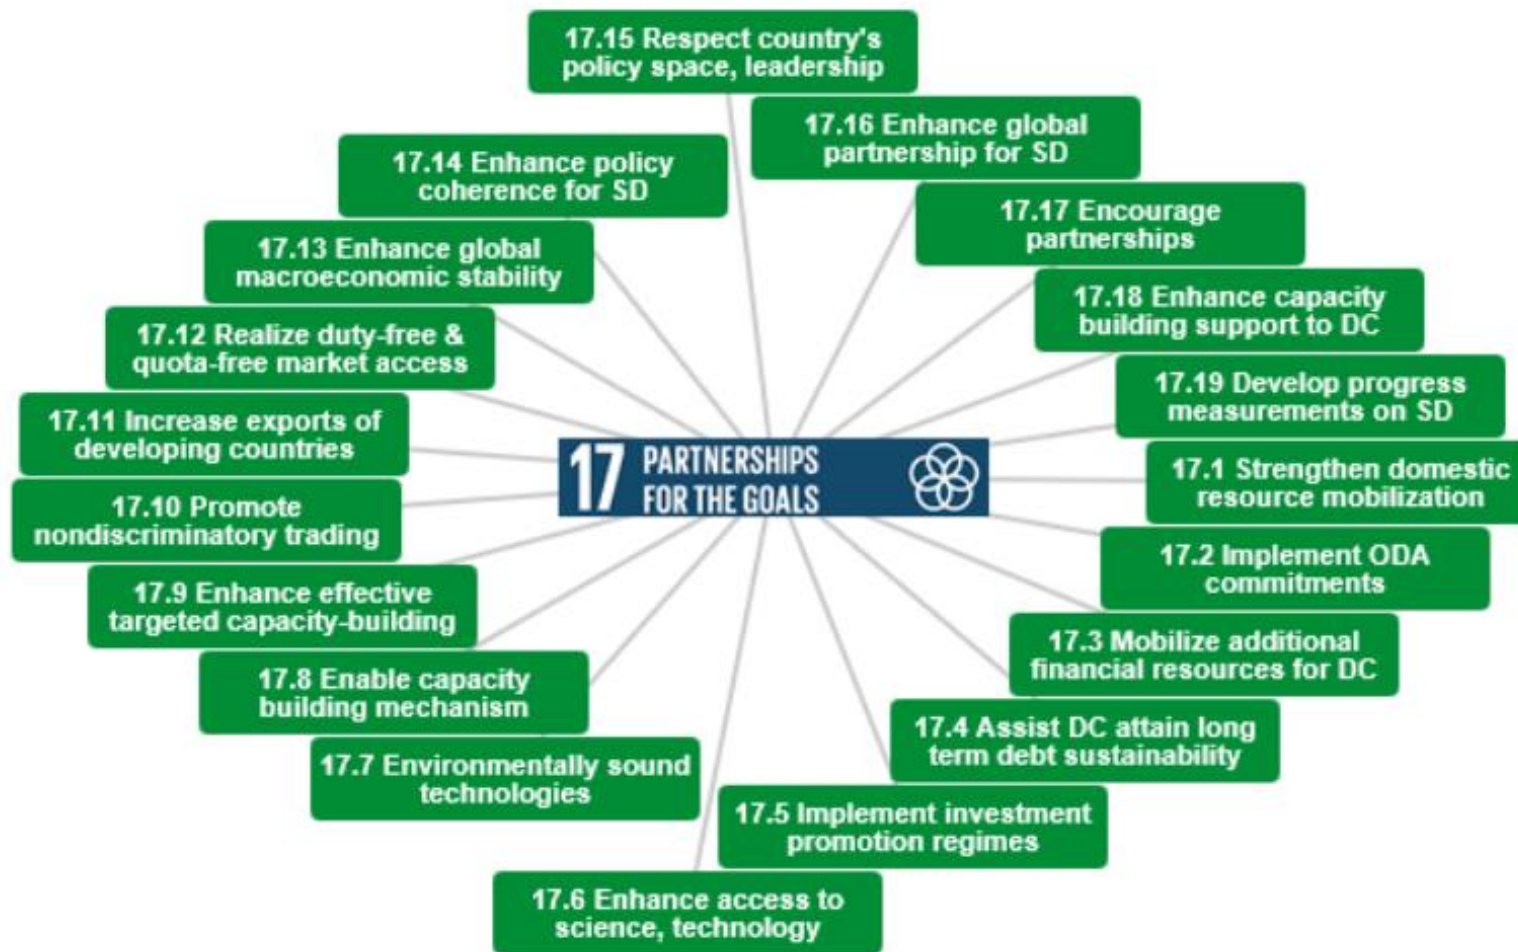 17.15 Respect country's
policy space, leadership
17.16 Enhance global
partnership for SD
17.14 Enhance policy
coherence for SD
17.17 Encourage
partnerships
17.13 Enhance global
macroeconomic stability
17.18 Enhance capacity
building support to DC
17.12 Realize duty-free &
quota-free market access
17.19 Develop progress
measurements on SD
17.11 Increase exports of
developing countries
17 PARTNERSHIPS
FOR THE GOALS
17.1 Strengthen domestic
resource mobilization
17.10 Promote
nondiscriminatory trading
17.2 Implement ODA
commitments
17.9 Enhance effective
targeted capacity-building
17.3 Mobilize additional
financial resources for DC
17.8 Enable capacity
building mechanism
17.4 Assist DC attain long
term debt sustainability
17.7 Environmentally sound
technologies
17.5 Implement investment
promotion regimes
17.6 Enhance access to
science, technology